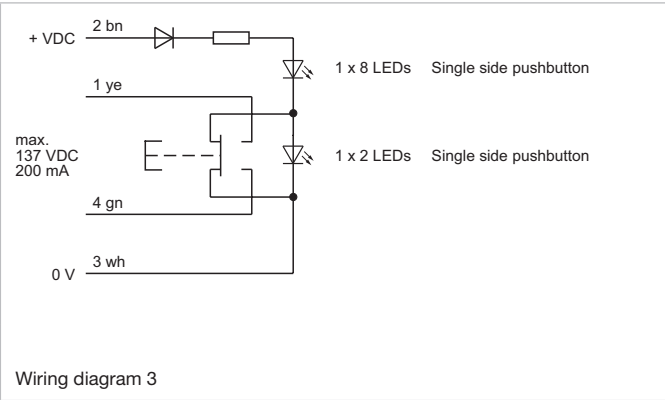 2 bn
+ VDC
1 x 8 LEDs Single side pushbutton
1 ye
max.
137 VDC
200 mA
1 x 2 LEDs Single side pushbutton
4 gn
3 wh
0 V
Wiring diagram 3